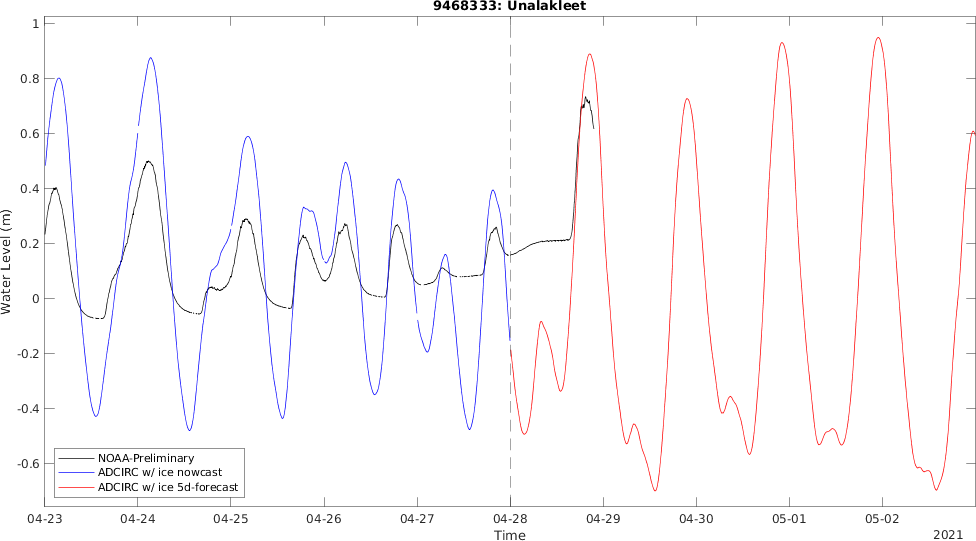 9468333: Unalakleet
Water Level (m)
1
0.8
0.6
0.4
0.2
0
-0.2
-0.4
-0.6
NOAA-Preliminary
ADCIRC w/ ice nowcast
ADCIRC w/ ice 5d-forecast
04-23 04-24 04-25 04-26 04-27 04-28 04-29 04-30 05-01 05-02
Time
2021